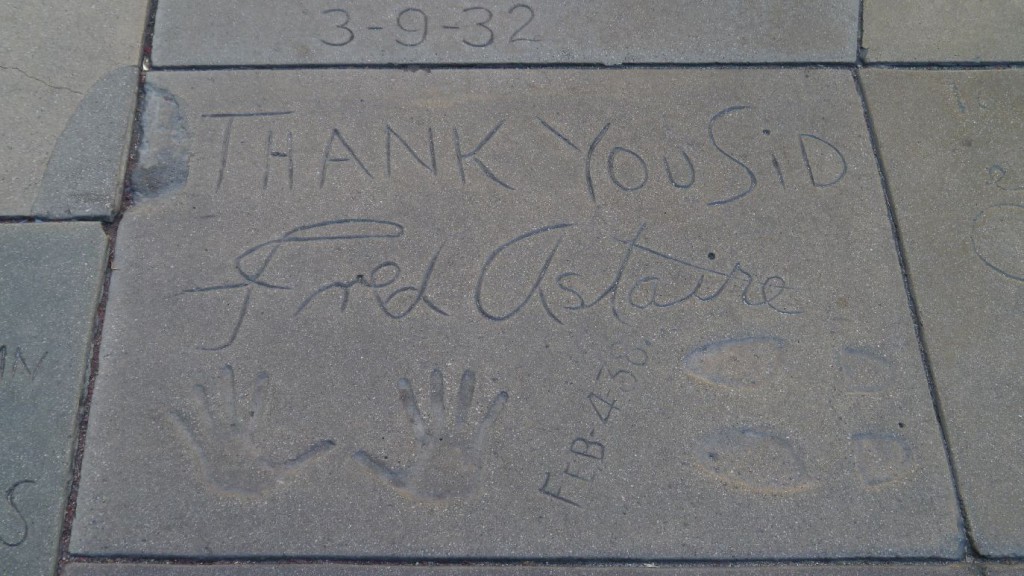 3-9-32
THANK YOU SiD
Fred Astaire
FEB-4-38